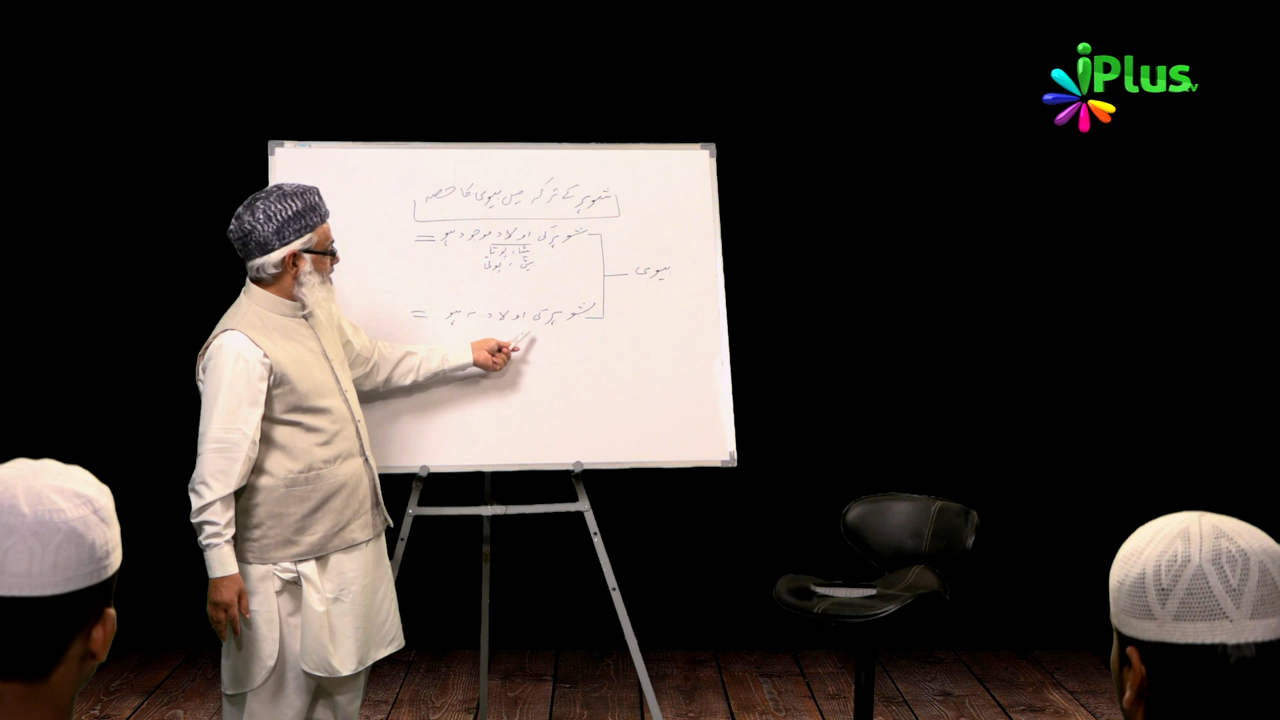 iPlus tv
شوہر کے ترکہ میں بیوی کا حصہ
شوہر کی اولاد موجود ہو =
بیٹا، پوتا
بیٹی، پوتی
بیوی
شوہر کی اولاد نہ ہو =